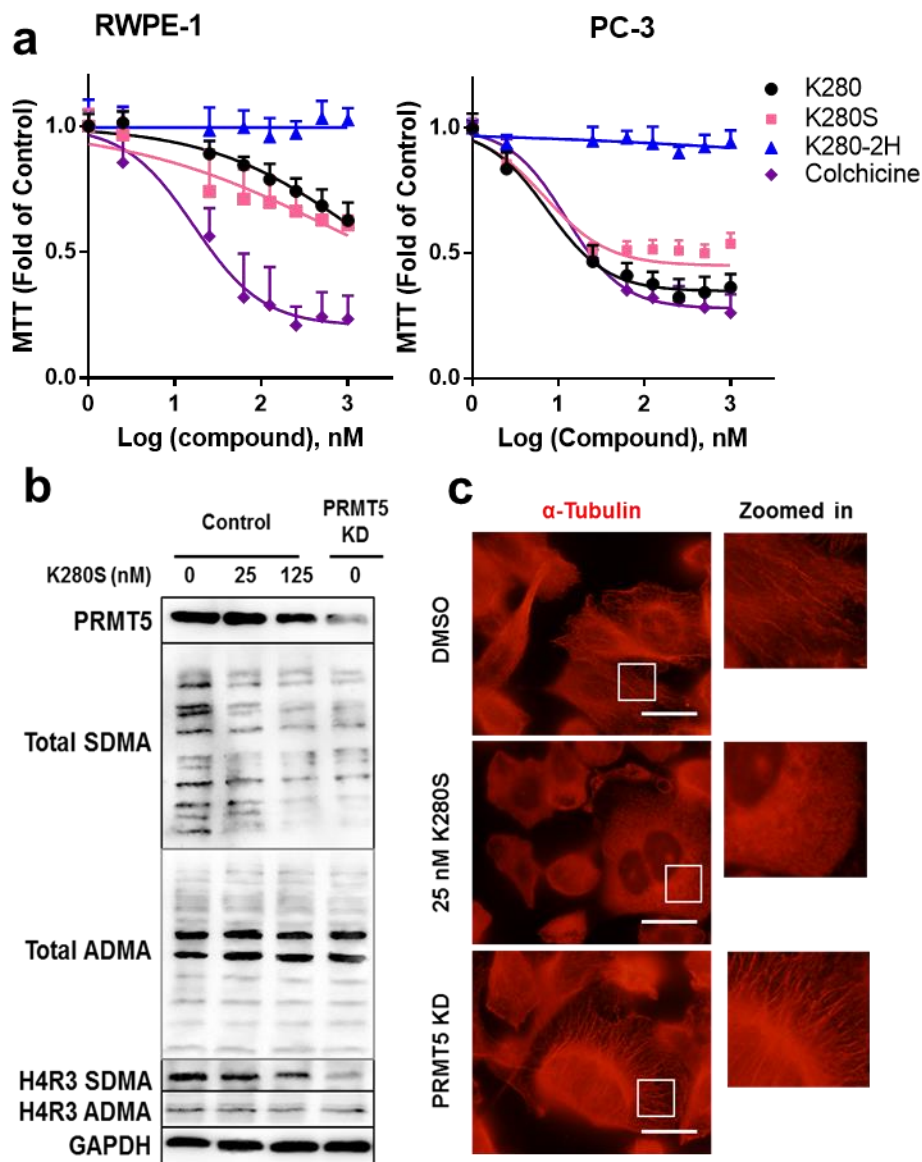 a
RWPE-1
PC-3
K280
K280S
K280-2H
Colchicine
MTT (Fold of Control)
1.0
0.5
0.0
0 1 2 3
Log (compound), nM
MTT (Fold of Control)
1.0
0.5
0.0
0 1 2 3
Log (Compound), nM
b
Control
PRMT5
KD
K280S (nM) 0 25 125 0
PRMT5
Total SDMA
Total ADMA
H4R3 SDMA
H4R3 ADMA
GAPDH
c
α-Tubulin
Zoomed in
DMSO
25 nM K280S
PRMT5 KD